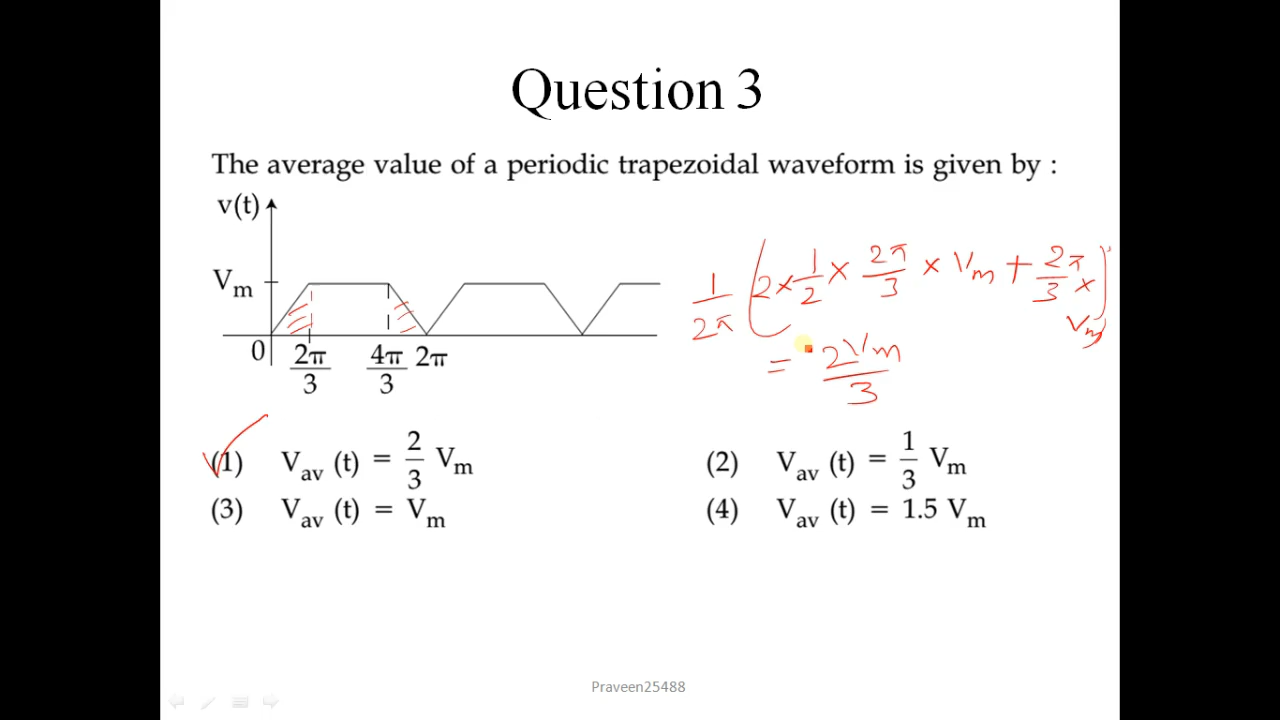 Question 3
The average value of a periodic trapezoidal waveform is given by :
v(t)
Vm
0 2π/3 4π/3 2π
1/2π (2 × 1/2 × 2π/3 × Vm + 2π/3 × Vm)
= 2Vm/3
(1) Vav (t) = 2/3 Vm
(2) Vav (t) = 1/3 Vm
(3) Vav (t) = Vm
(4) Vav (t) = 1.5 Vm
Praveen25488